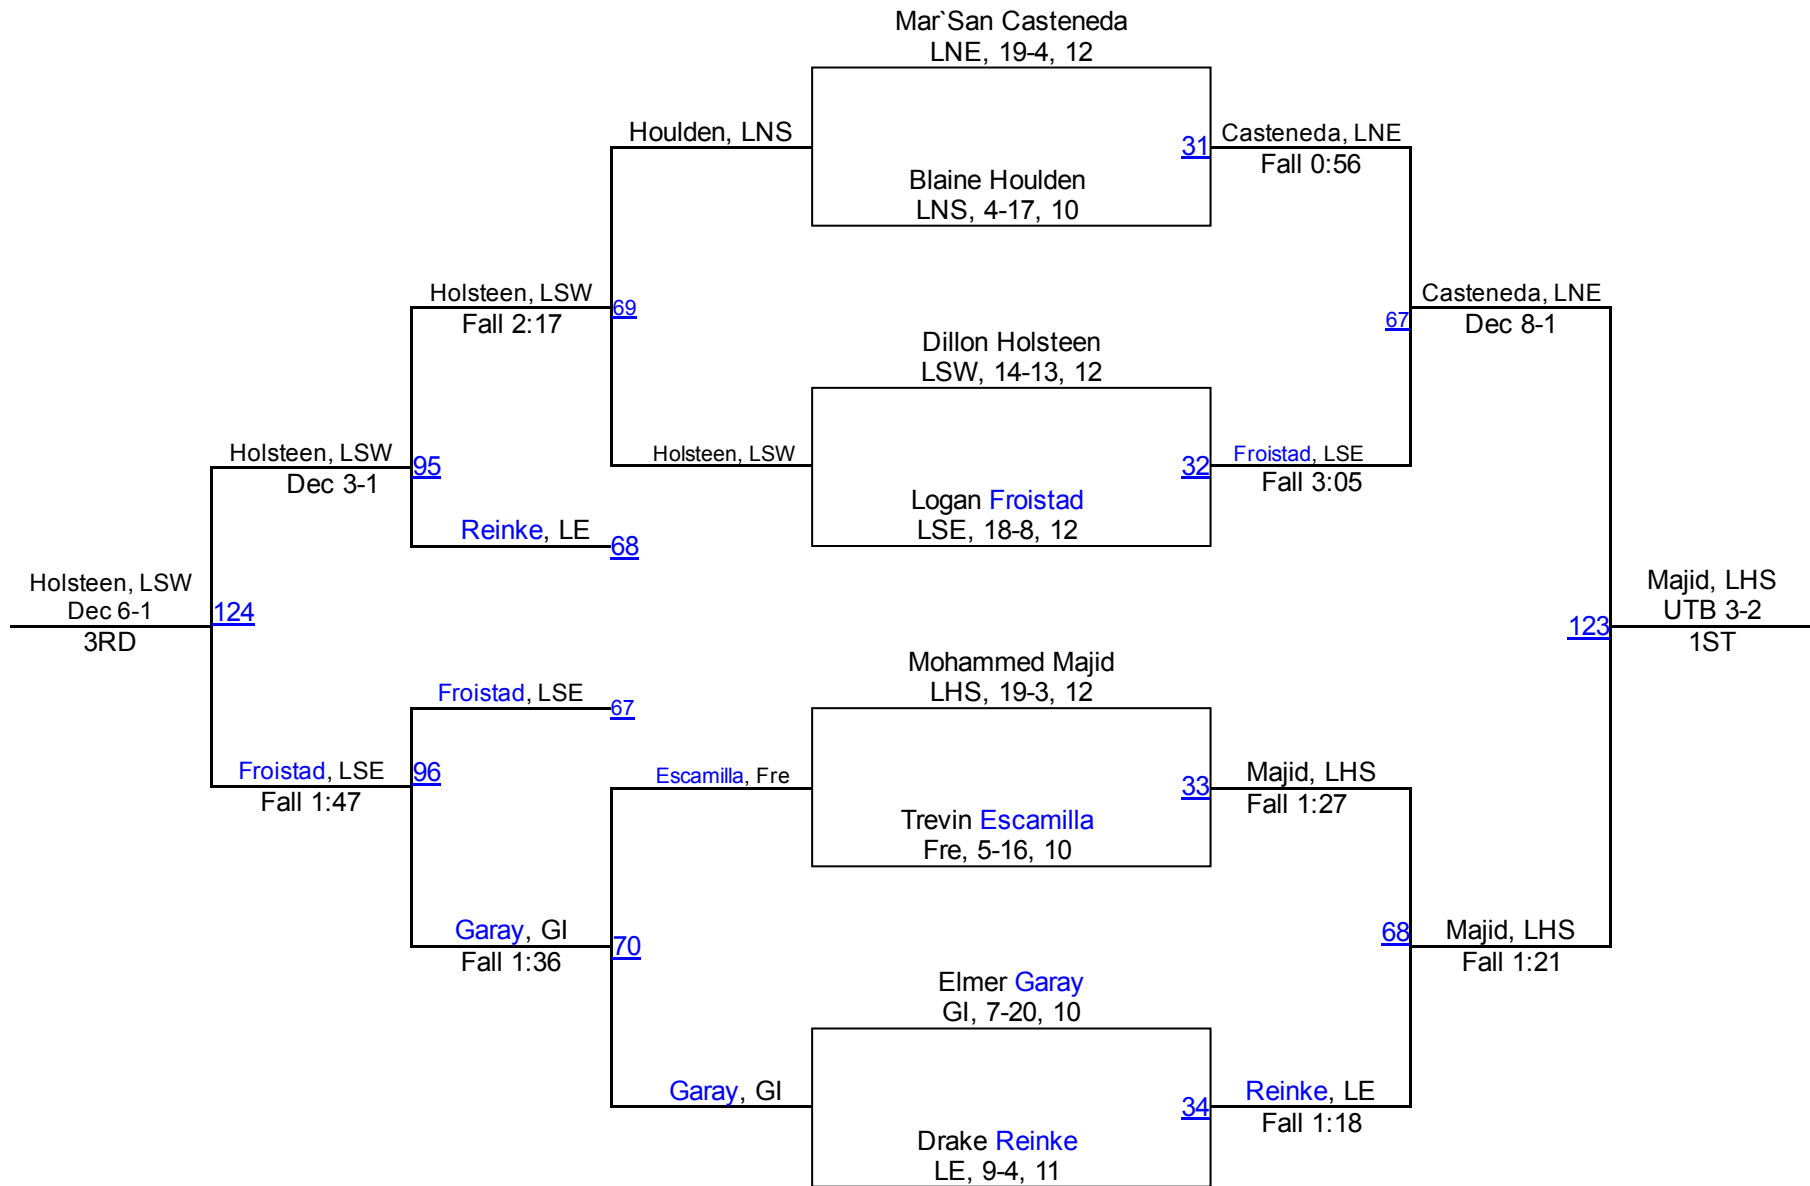 Mar`San Casteneda
LNE, 19-4, 12
Houlden, LNS
31
Casteneda, LNE
Fall 0:56
Blaine Houlden
LNS, 4-17, 10
Holsteen, LSW
Fall 2:17
69
Casteneda, LNE
Dec 8-1
67
Dillon Holsteen
LSW, 14-13, 12
Holsteen, LSW
Dec 3-1
95
Holsteen, LSW
32
Froistad, LSE
Fall 3:05
Logan Froistad
LSE, 18-8, 12
Reinke, LE
68
Holsteen, LSW
Dec 6-1
3RD
124
Majid, LHS
UTB 3-2
1ST
123
Mohammed Majid
LHS, 19-3, 12
Froistad, LSE
67
Froistad, LSE
Fall 1:47
96
Escamilla, Fre
33
Majid, LHS
Fall 1:27
Trevin Escamilla
Fre, 5-16, 10
Garay, GI
Fall 1:36
70
68
Majid, LHS
Fall 1:21
Elmer Garay
GI, 7-20, 10
Garay, GI
34
Reinke, LE
Fall 1:18
Drake Reinke
LE, 9-4, 11